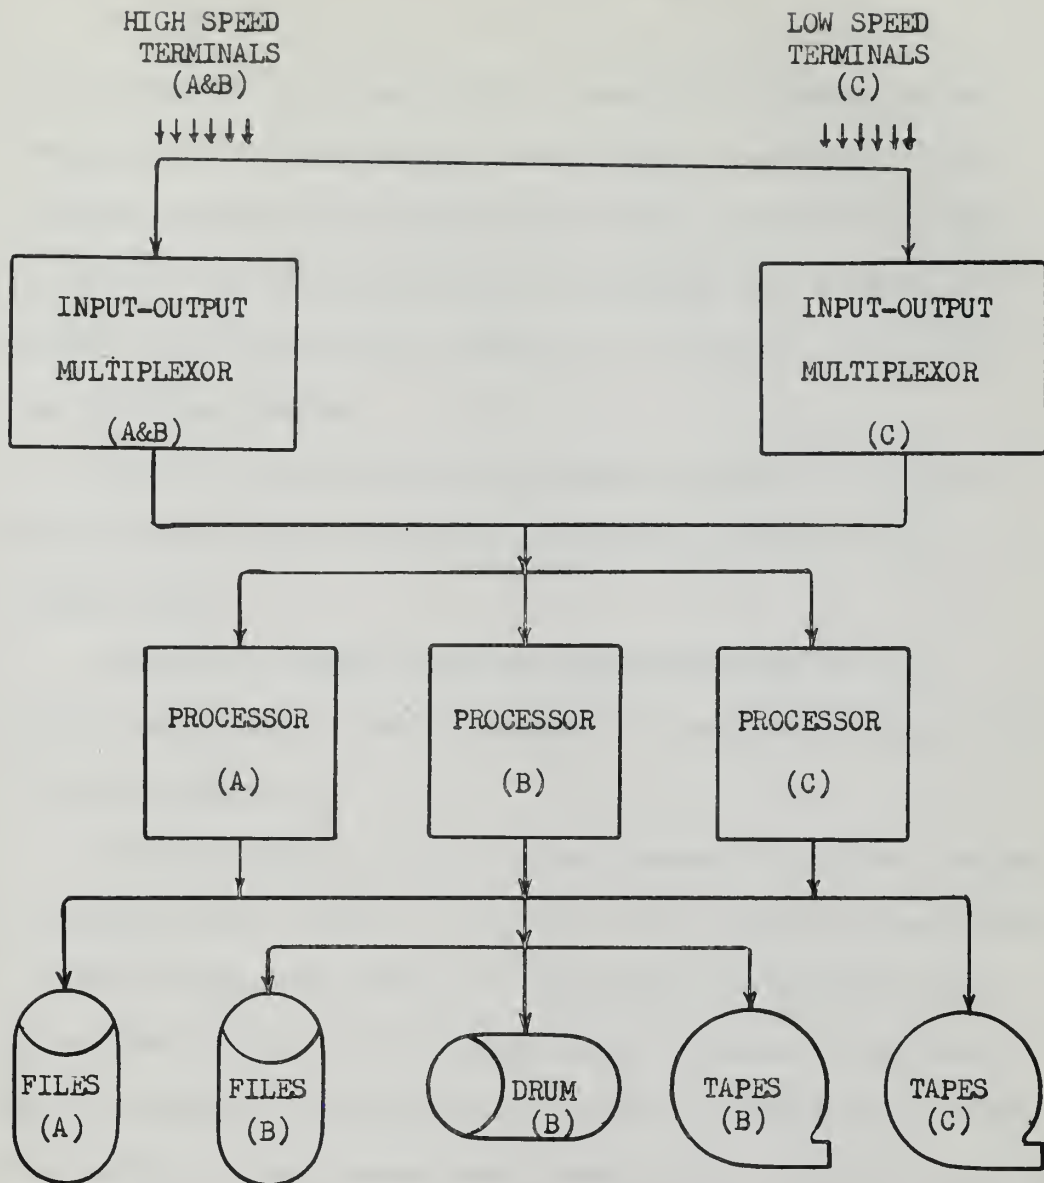 HIGH SPEED
TERMINALS
(A&B)
LOW SPEED
TERMINALS
(C)
INPUT-OUTPUT
MULTIPLEXOR
(A&B)
INPUT-OUTPUT
MULTIPLEXOR
(C)
PROCESSOR
(A)
PROCESSOR
(B)
PROCESSOR
(C)
FILES
(A)
FILES
(B)
DRUM
(B)
TAPES
(B)
TAPES
(C)